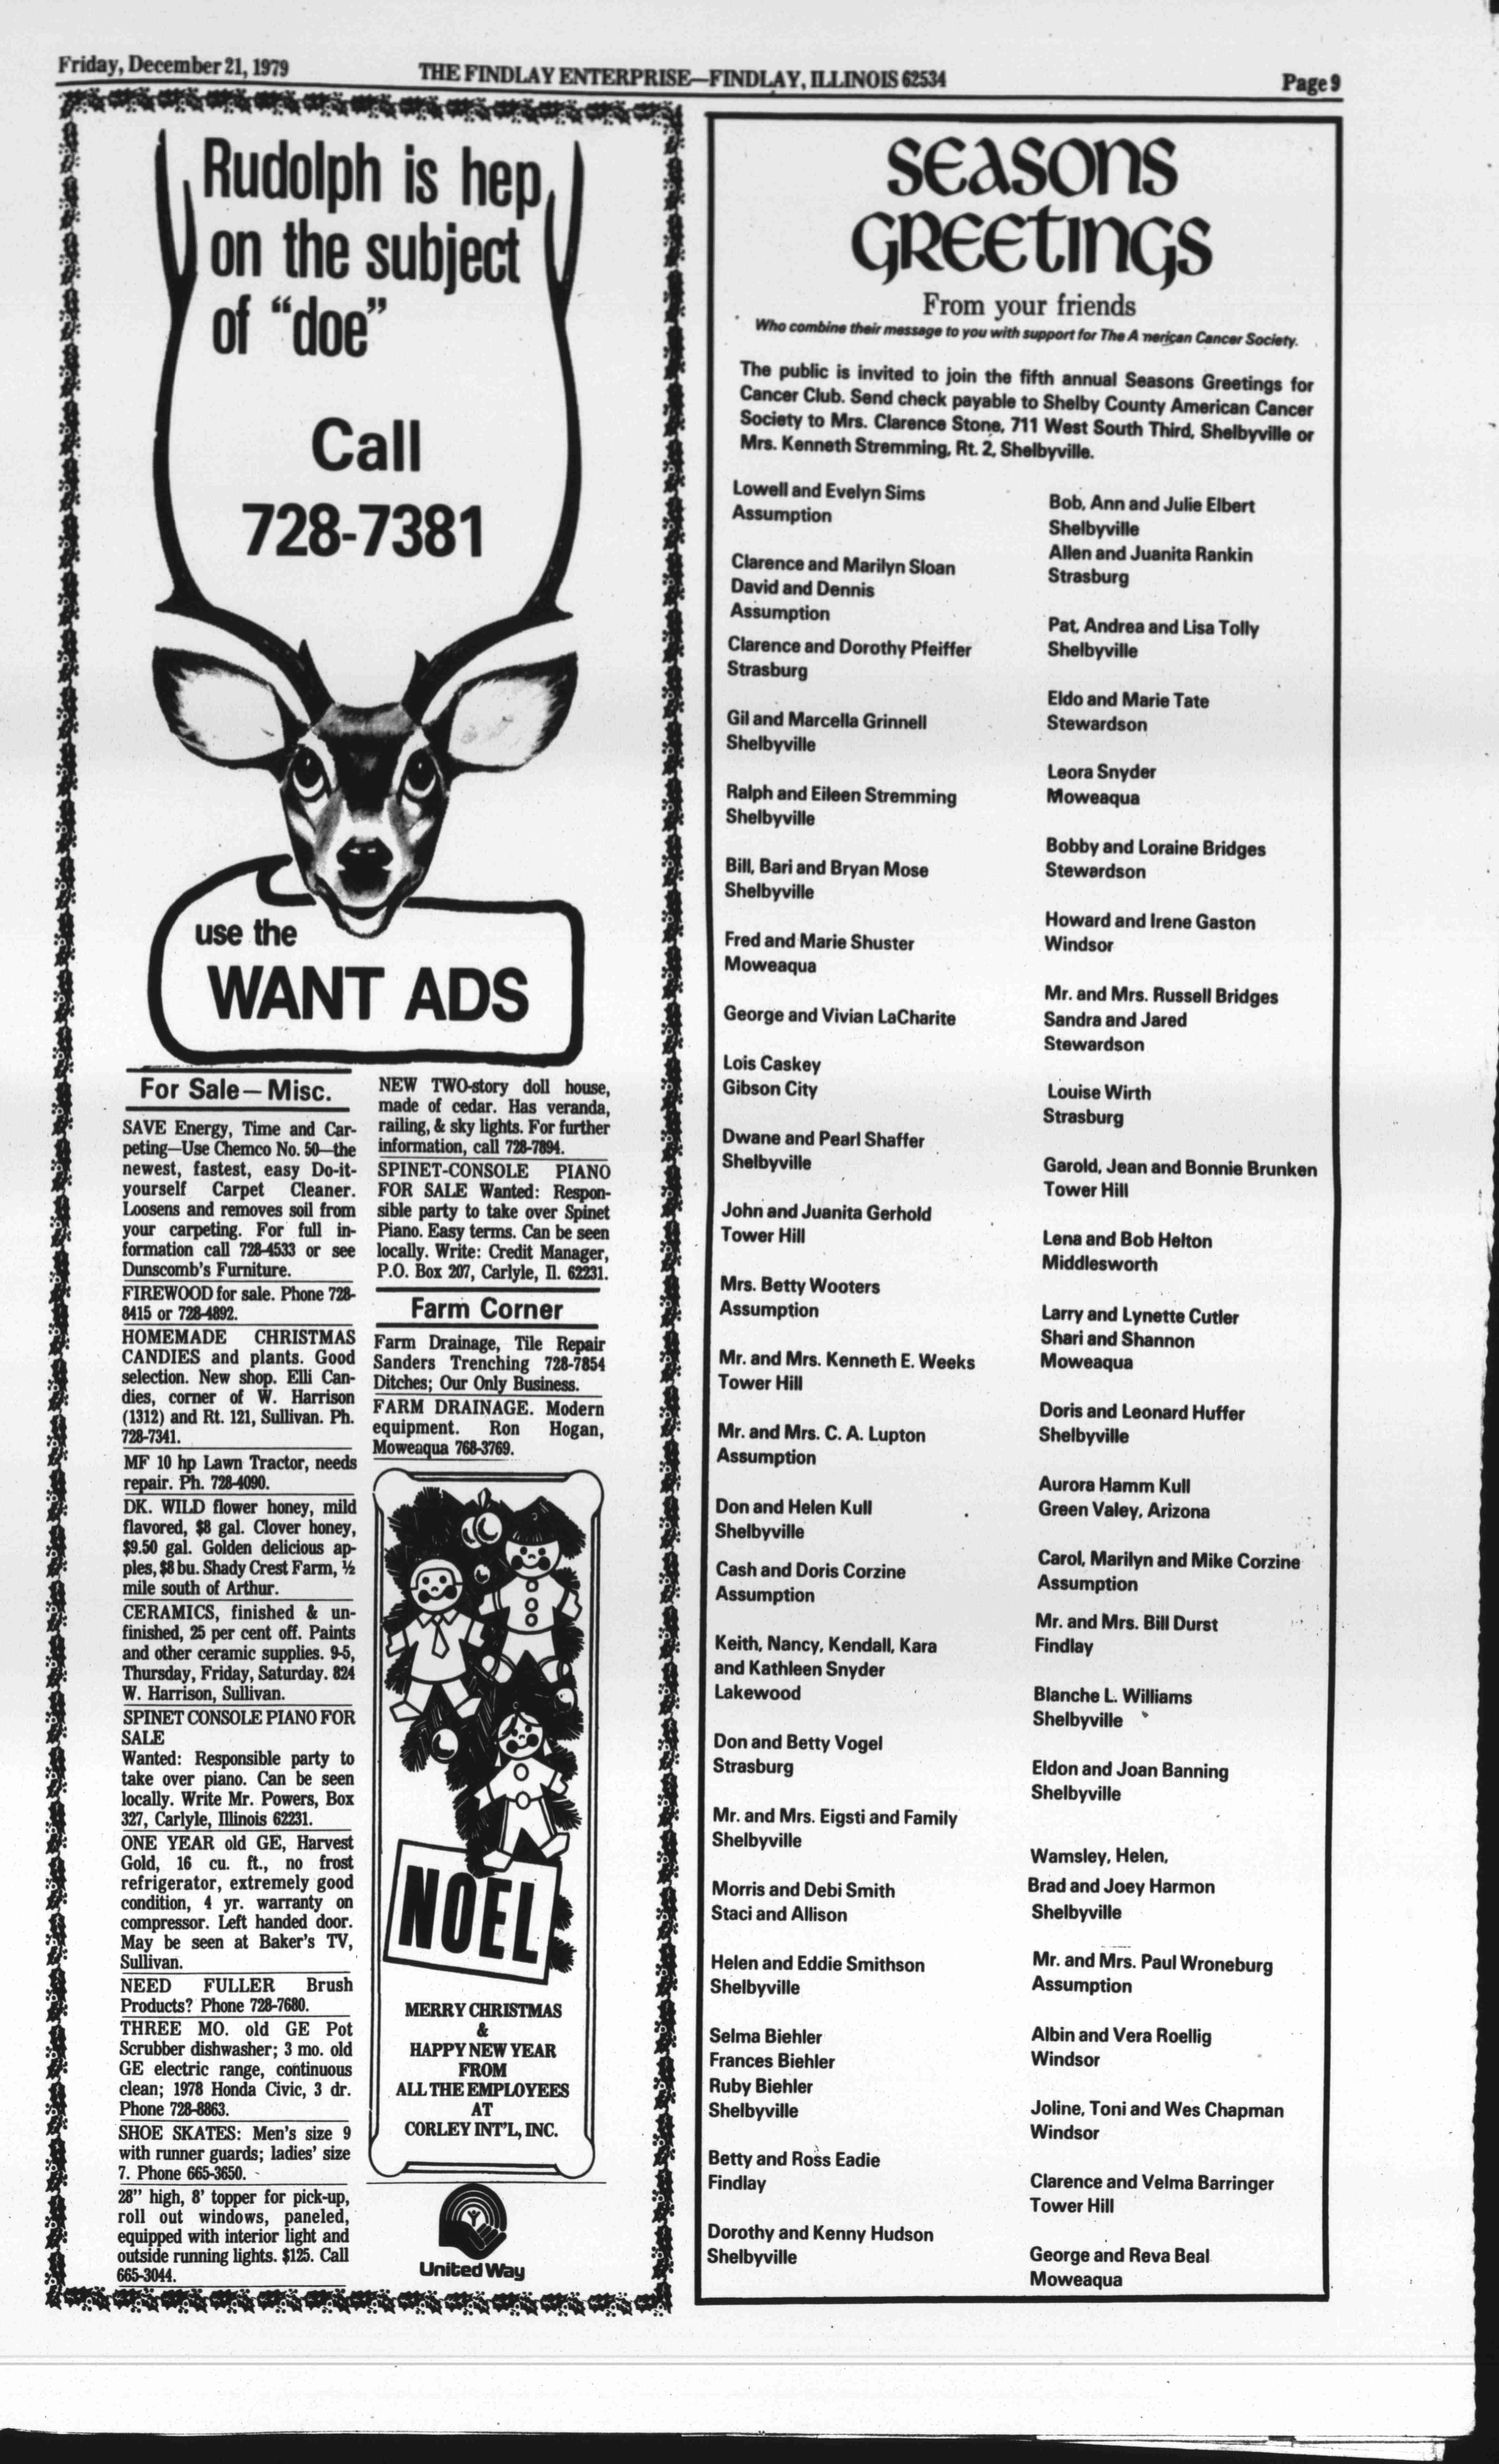 Friday, December 21, 1979
THE FINDLAY ENTERPRISE—FINDLAY, ILLINOIS 62534
Page 9
Rudolph is hep
on the subject
of "doe"
Call
728-7381
use the
WANT ADS
For Sale — Misc.
SAVE Energy, Time and Car-
peting—Use Chemco No. 50—the
newest, fastest, easy Do-it-
yourself Carpet Cleaner.
Loosens and removes soil from
your carpeting. For full in-
formation call 728-4533 or see
Dunscomb's Furniture.
FIREWOOD for sale. Phone 728-
8415 or 728-4892.
HOMEMADE CHRISTMAS
CANDIES and plants. Good
selection. New shop. Elli Can-
dies, corner of W. Harrison
(1312) and Rt. 121, Sullivan. Ph.
728-7341.
MF 10 hp Lawn Tractor, needs
repair. Ph. 728-4090.
DK. WILD flower honey, mild
flavored, $8 gal. Clover honey,
$9.50 gal. Golden delicious ap-
ples, $8 bu. Shady Crest Farm, ½
mile south of Arthur.
CERAMICS, finished & un-
finished, 25 per cent off. Paints
and other ceramic supplies. 9-5,
Thursday, Friday, Saturday. 824
W. Harrison, Sullivan.
SPINET CONSOLE PIANO FOR
SALE
Wanted: Responsible party to
take over piano. Can be seen
locally. Write Mr. Powers, Box
327, Carlyle, Illinois 62231.
ONE YEAR old GE, Harvest
Gold, 16 cu. ft., no frost
refrigerator, extremely good
condition, 4 yr. warranty on
compressor. Left handed door.
May be seen at Baker's TV,
Sullivan.
NEED FULLER Brush
Products? Phone 728-7680.
THREE MO. old GE Pot
Scrubber dishwasher; 3 mo. old
GE electric range, continuous
clean; 1978 Honda Civic, 3 dr.
Phone 728-8863.
SHOE SKATES: Men's size 9
with runner guards; ladies' size
7. Phone 665-3650.
28" high, 8' topper for pick-up,
roll out windows, paneled,
equipped with interior light and
outside running lights. $125. Call
665-3044.
NEW TWO-story doll house,
made of cedar. Has veranda,
railing, & sky lights. For further
information, call 728-7894.
SPINET-CONSOLE PIANO
FOR SALE Wanted: Respon-
sible party to take over Spinet
Piano. Easy terms. Can be seen
locally. Write: Credit Manager,
P.O. Box 207, Carlyle, Il. 62231.
Farm Corner
Farm Drainage, Tile Repair
Sanders Trenching 728-7854
Ditches; Our Only Business.
FARM DRAINAGE. Modern
equipment. Ron Hogan,
Moweaqua 768-3769.
NOEL
MERRY CHRISTMAS
&
HAPPY NEW YEAR
FROM
ALL THE EMPLOYEES
AT
CORLEY INT'L, INC.
United Way
SEASONS
GREETINGS
From your friends
Who combine their message to you with support for The A nerican Cancer Society.
The public is invited to join the fifth annual Seasons Greetings for
Cancer Club. Send check payable to Shelby County American Cancer
Society to Mrs. Clarence Stone, 711 West South Third, Shelbyville or
Mrs. Kenneth Stremming, Rt. 2, Shelbyville.
Lowell and Evelyn Sims
Assumption
Clarence and Marilyn Sloan
David and Dennis
Assumption
Clarence and Dorothy Pfeiffer
Strasburg
Gil and Marcella Grinnell
Shelbyville
Ralph and Eileen Stremming
Shelbyville
Bill, Bari and Bryan Mose
Shelbyville
Fred and Marie Shuster
Moweaqua
George and Vivian LaCharite
Lois Caskey
Gibson City
Dwane and Pearl Shaffer
Shelbyville
John and Juanita Gerhold
Tower Hill
Mrs. Betty Wooters
Assumption
Mr. and Mrs. Kenneth E. Weeks
Tower Hill
Mr. and Mrs. C. A. Lupton
Assumption
Don and Helen Kull
Shelbyville
Cash and Doris Corzine
Assumption
Keith, Nancy, Kendall, Kara
and Kathleen Snyder
Lakewood
Don and Betty Vogel
Strasburg
Mr. and Mrs. Eigsti and Family
Shelbyville
Morris and Debi Smith
Staci and Allison
Helen and Eddie Smithson
Shelbyville
Selma Biehler
Frances Biehler
Ruby Biehler
Shelbyville
Betty and Ross Eadie
Findlay
Dorothy and Kenny Hudson
Shelbyville
Bob, Ann and Julie Elbert
Shelbyville
Allen and Juanita Rankin
Strasburg
Pat, Andrea and Lisa Tolly
Shelbyville
Eldo and Marie Tate
Stewardson
Leora Snyder
Moweaqua
Bobby and Loraine Bridges
Stewardson
Howard and Irene Gaston
Windsor
Mr. and Mrs. Russell Bridges
Sandra and Jared
Stewardson
Louise Wirth
Strasburg
Garold, Jean and Bonnie Brunken
Tower Hill
Lena and Bob Helton
Middlesworth
Larry and Lynette Cutler
Shari and Shannon
Moweaqua
Doris and Leonard Huffer
Shelbyville
Aurora Hamm Kull
Green Valey, Arizona
Carol, Marilyn and Mike Corzine
Assumption
Mr. and Mrs. Bill Durst
Findlay
Blanche L. Williams
Shelbyville
Eldon and Joan Banning
Shelbyville
Wamsley, Helen,
Brad and Joey Harmon
Shelbyville
Mr. and Mrs. Paul Wroneburg
Assumption
Albin and Vera Roellig
Windsor
Joline, Toni and Wes Chapman
Windsor
Clarence and Velma Barringer
Tower Hill
George and Reva Beal
Moweaqua